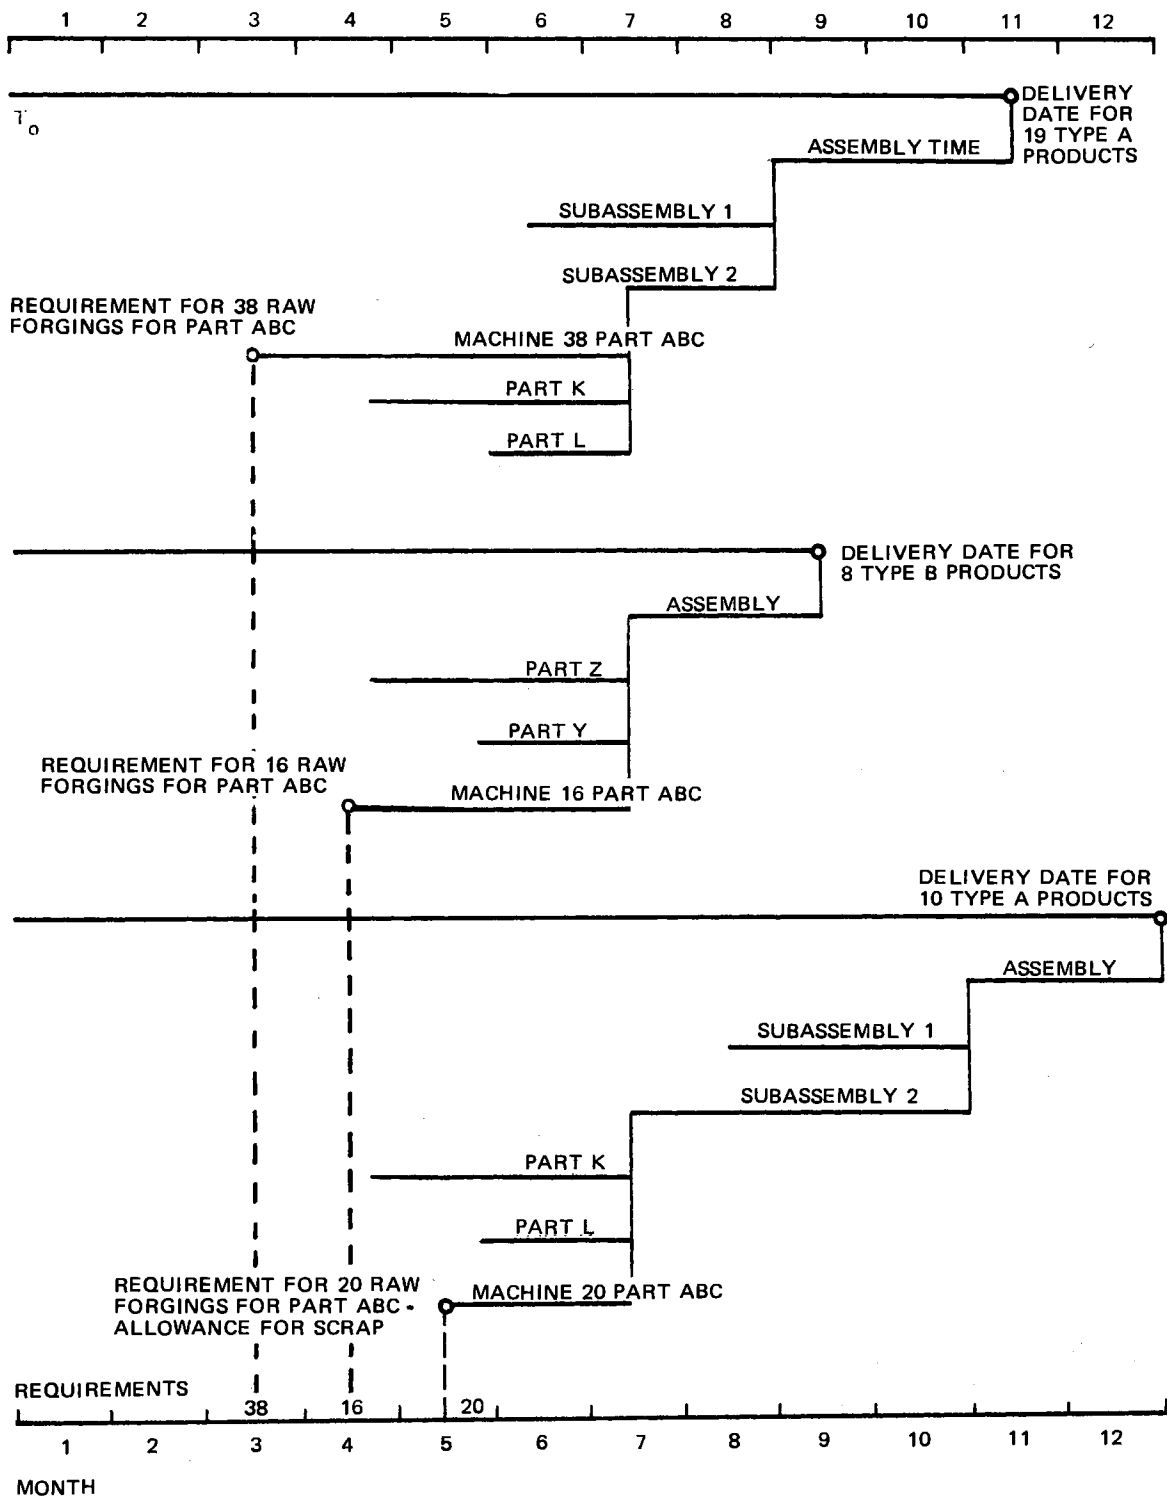 1 2 3 4 5 6 7 8 9 10 11 12
T o
DELIVERY
DATE FOR
19 TYPE A
PRODUCTS
ASSEMBLY TIME
SUBASSEMBLY 1
SUBASSEMBLY 2
REQUIREMENT FOR 38 RAW
FORGINGS FOR PART ABC
MACHINE 38 PART ABC
PART K
PART L
DELIVERY DATE FOR
8 TYPE B PRODUCTS
ASSEMBLY
PART Z
PART Y
REQUIREMENT FOR 16 RAW
FORGINGS FOR PART ABC
MACHINE 16 PART ABC
DELIVERY DATE FOR
10 TYPE A PRODUCTS
ASSEMBLY
SUBASSEMBLY 1
SUBASSEMBLY 2
PART K
PART L
REQUIREMENT FOR 20 RAW
FORGINGS FOR PART ABC -
ALLOWANCE FOR SCRAP
MACHINE 20 PART ABC
REQUIREMENTS
38 16 20
1 2 3 4 5 6 7 8 9 10 11 12
MONTH